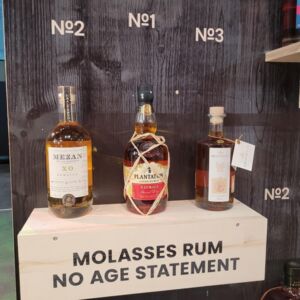 №2
№1
№3
MEZAN
XO
PLANTATION
№2
MOLASSES RUM
NO AGE STATEMENT